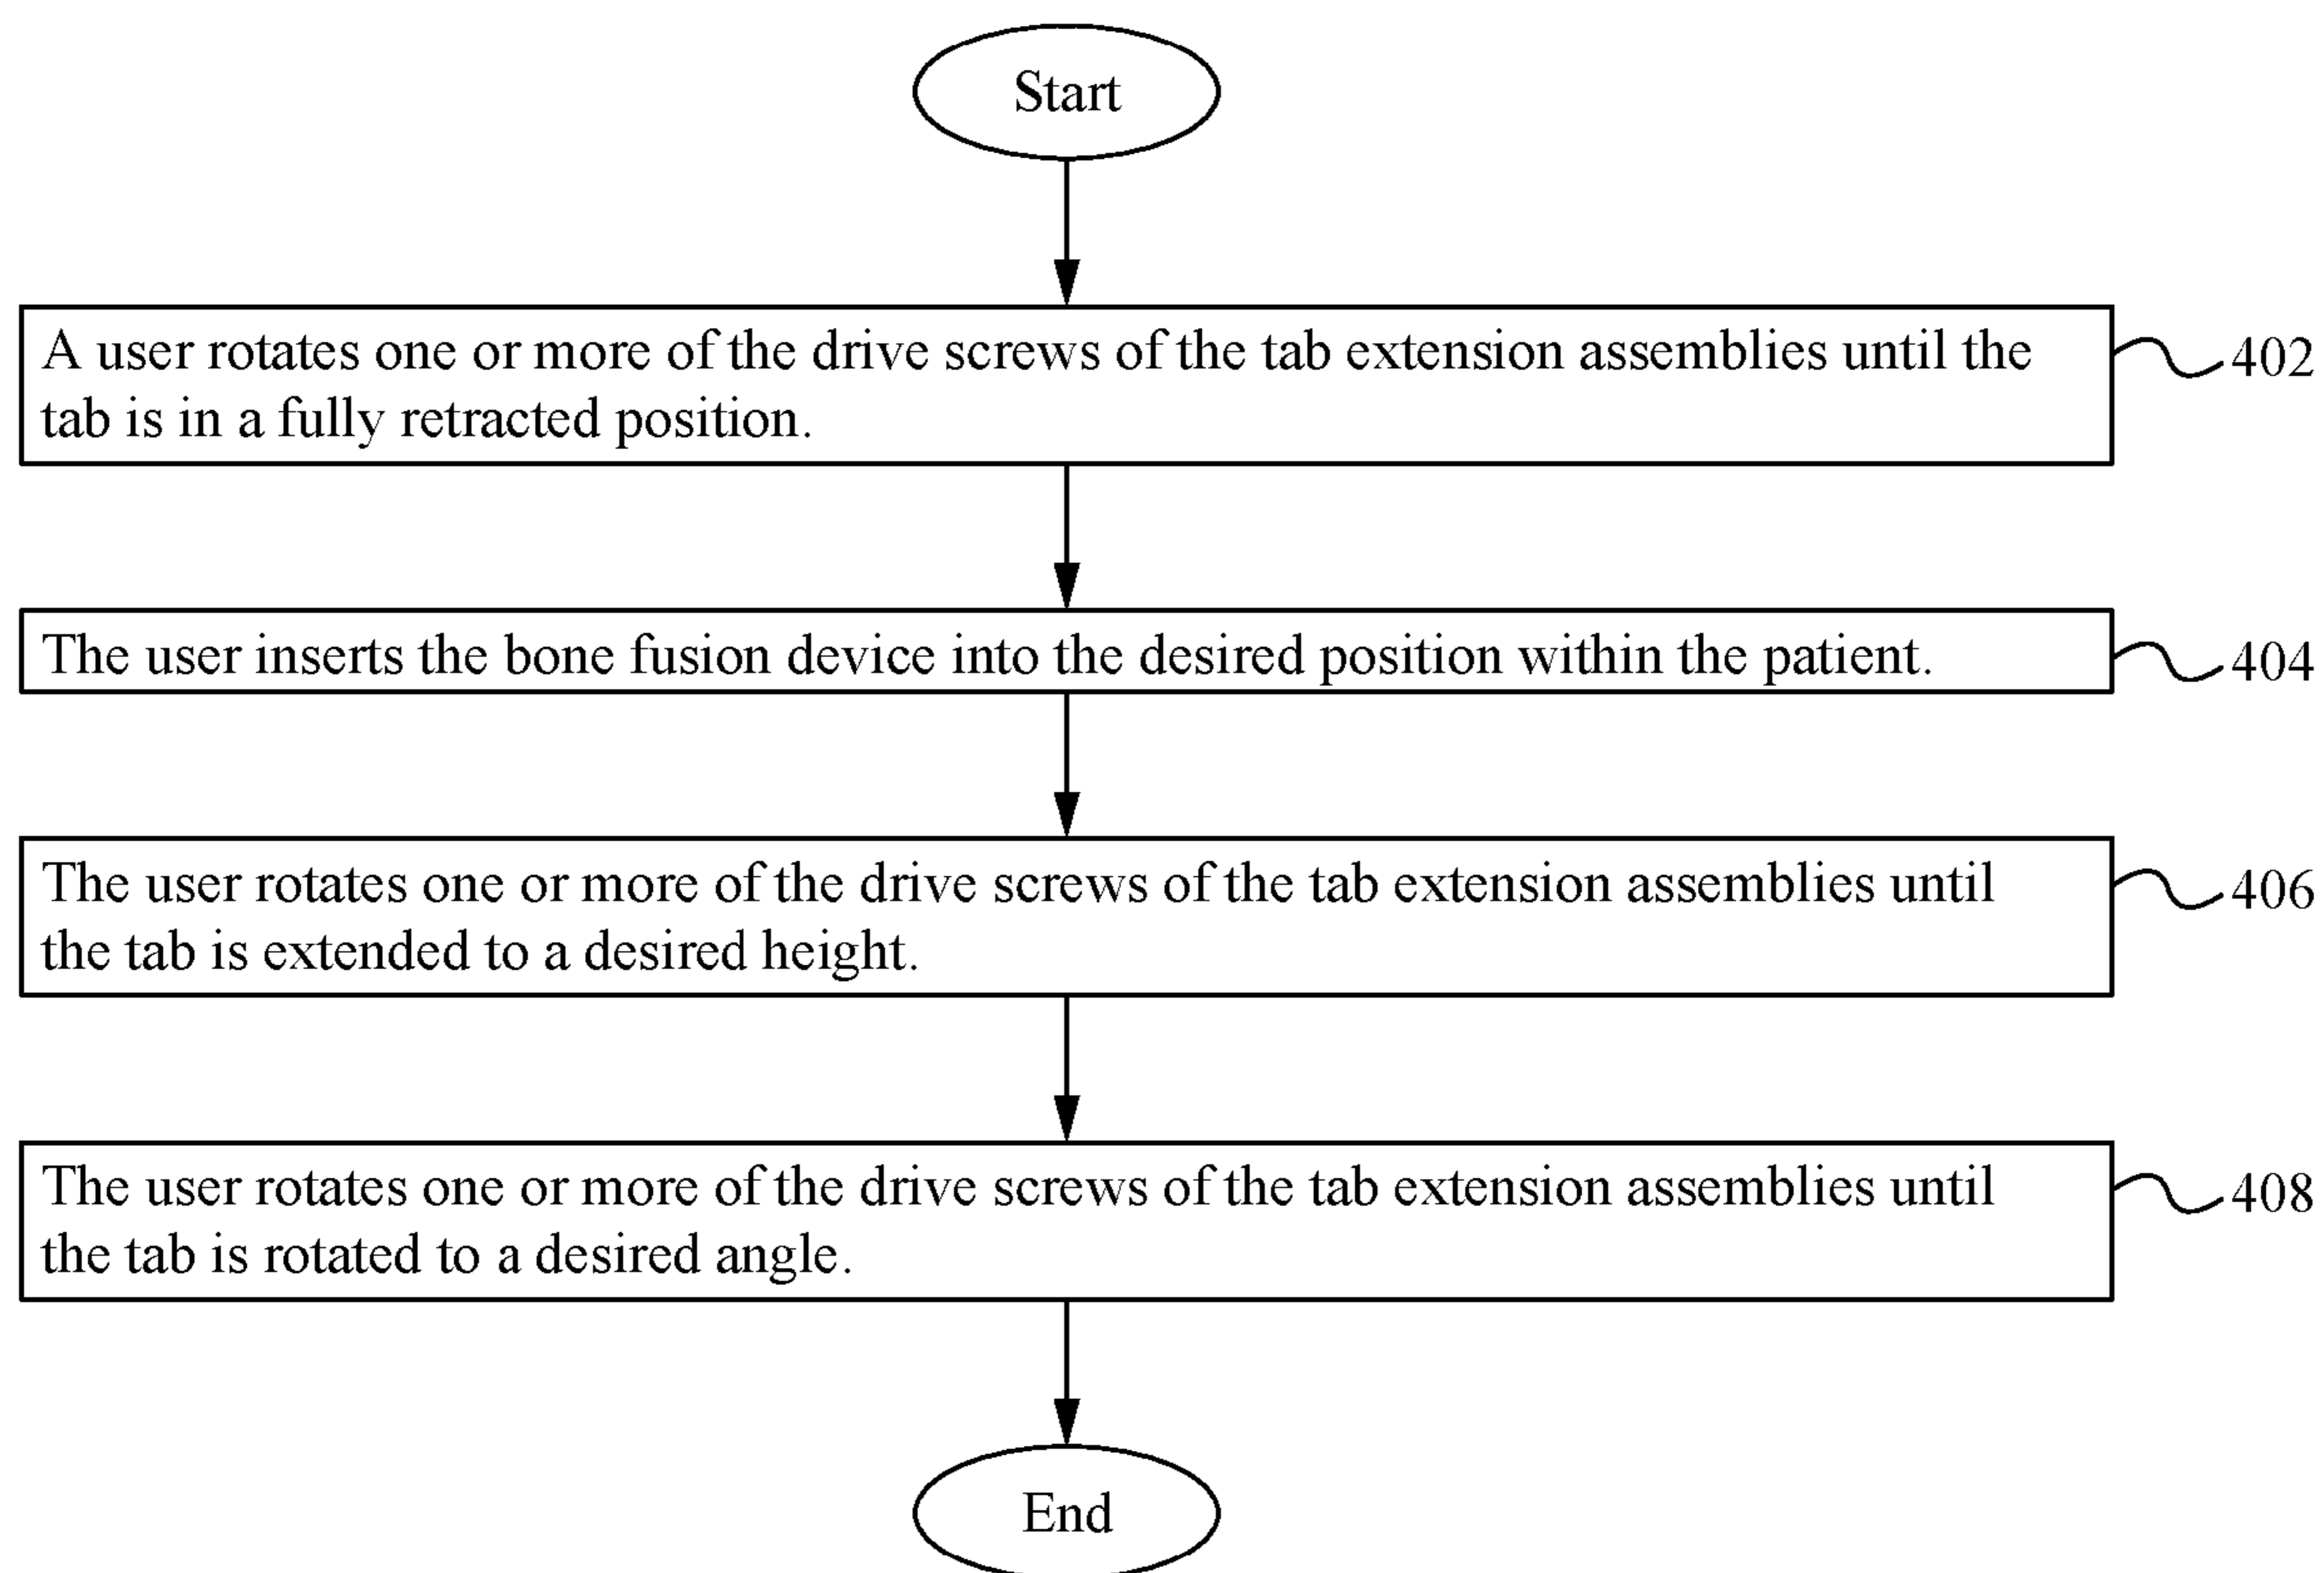 Start
A user rotates one or more of the drive screws of the tab extension assemblies until the
tab is in a fully retracted position.
402
The user inserts the bone fusion device into the desired position within the patient.
404
The user rotates one or more of the drive screws of the tab extension assemblies until
the tab is extended to a desired height.
406
The user rotates one or more of the drive screws of the tab extension assemblies until
the tab is rotated to a desired angle.
408
End